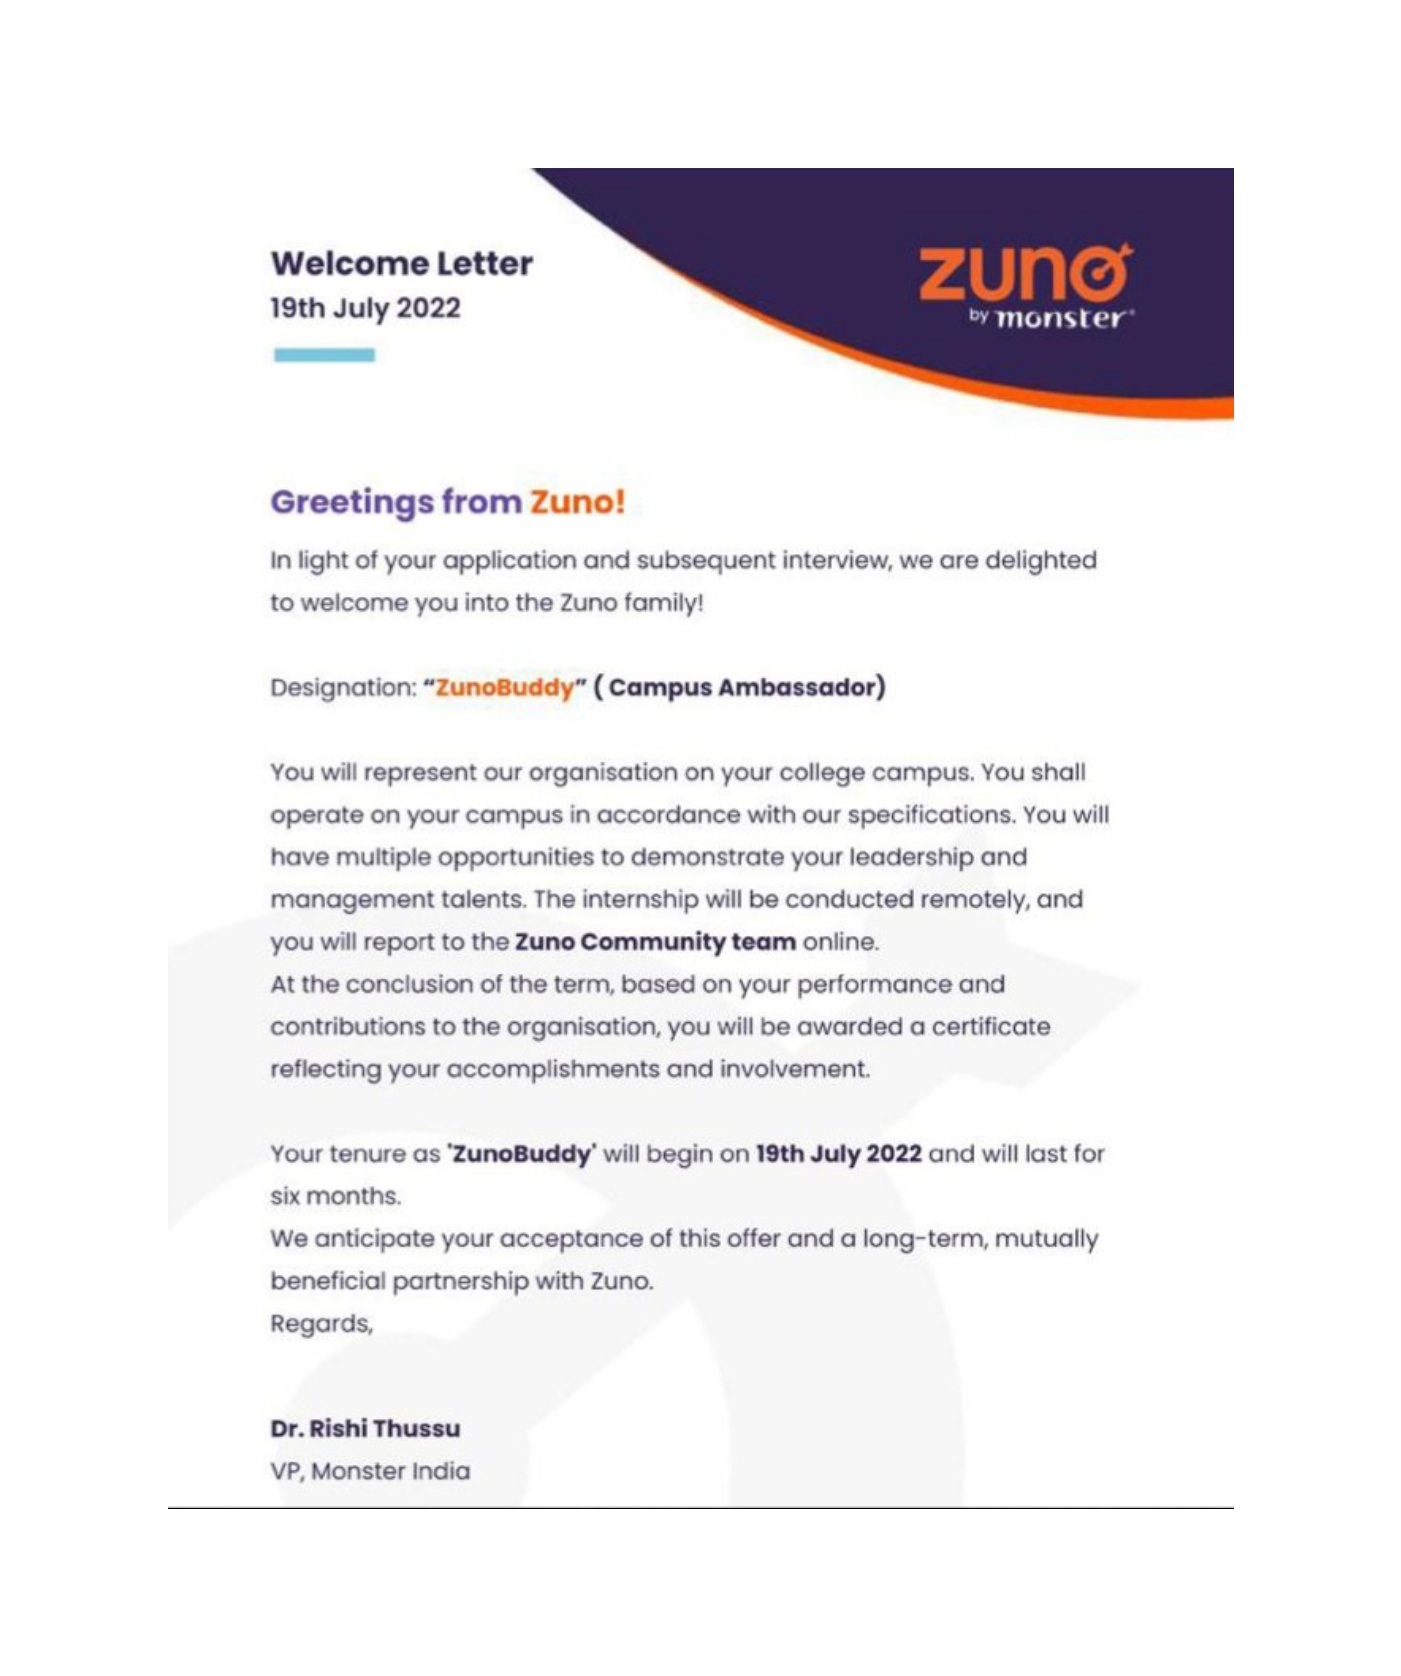 Welcome Letter
19th July 2022
zuno
by monster
Greetings from Zuno!
In light of your application and subsequent interview, we are delighted
to welcome you into the Zuno family!
Designation: “ZunoBuddy” ( Campus Ambassador)
You will represent our organisation on your college campus. You shall
operate on your campus in accordance with our specifications. You will
have multiple opportunities to demonstrate your leadership and
management talents. The internship will be conducted remotely, and
you will report to the Zuno Community team online.
At the conclusion of the term, based on your performance and
contributions to the organisation, you will be awarded a certificate
reflecting your accomplishments and involvement.
Your tenure as 'ZunoBuddy' will begin on 19th July 2022 and will last for
six months.
We anticipate your acceptance of this offer and a long-term, mutually
beneficial partnership with Zuno.
Regards,
Dr. Rishi Thussu
VP, Monster India